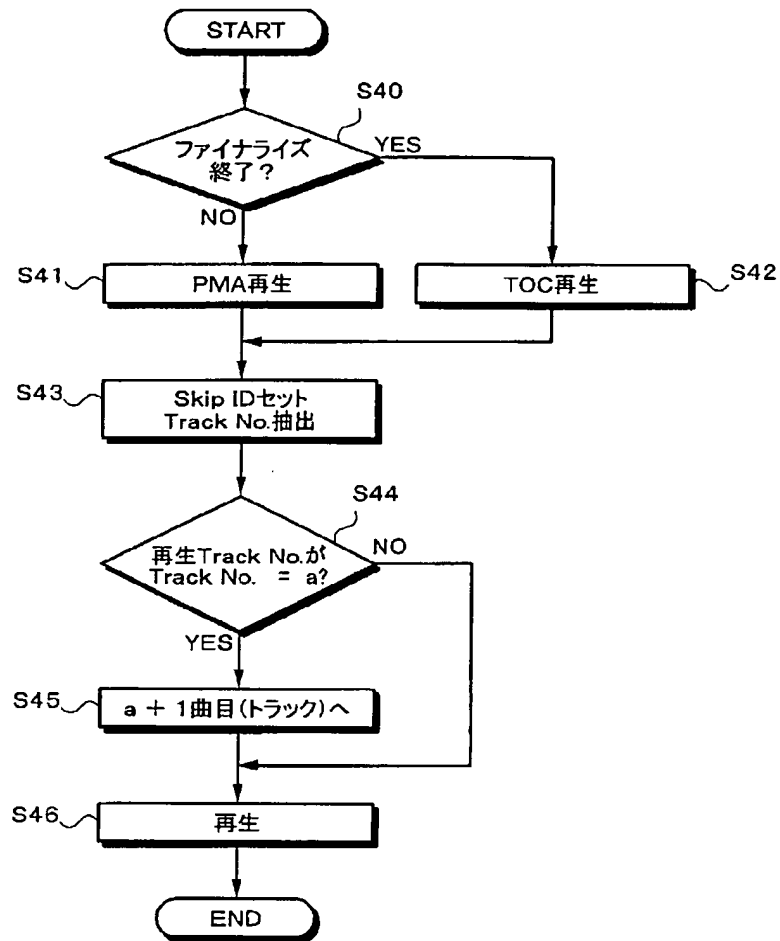 START
S40
ファイナライズ
終了？
YES
NO
S41
PMA再生
TOC再生
S42
S43
Skip IDセット
Track No.抽出
S44
再生Track No.が
Track No. = a?
NO
YES
S45
a + 1曲目(トラック)へ
S46
再生
END